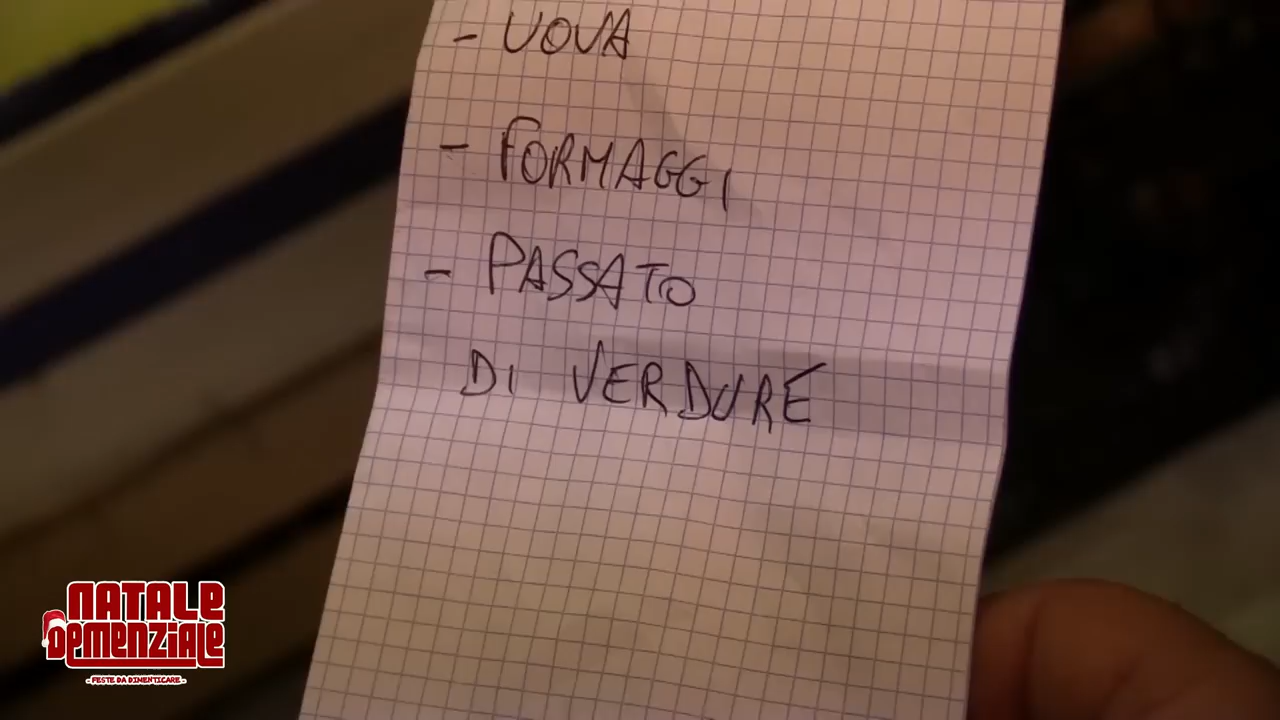 - UOVA
- FORMAGGI
- PASSATO
DI VERDURE
NATALE
DEMENZIALE
- FESTE DA DIMENTICARE -